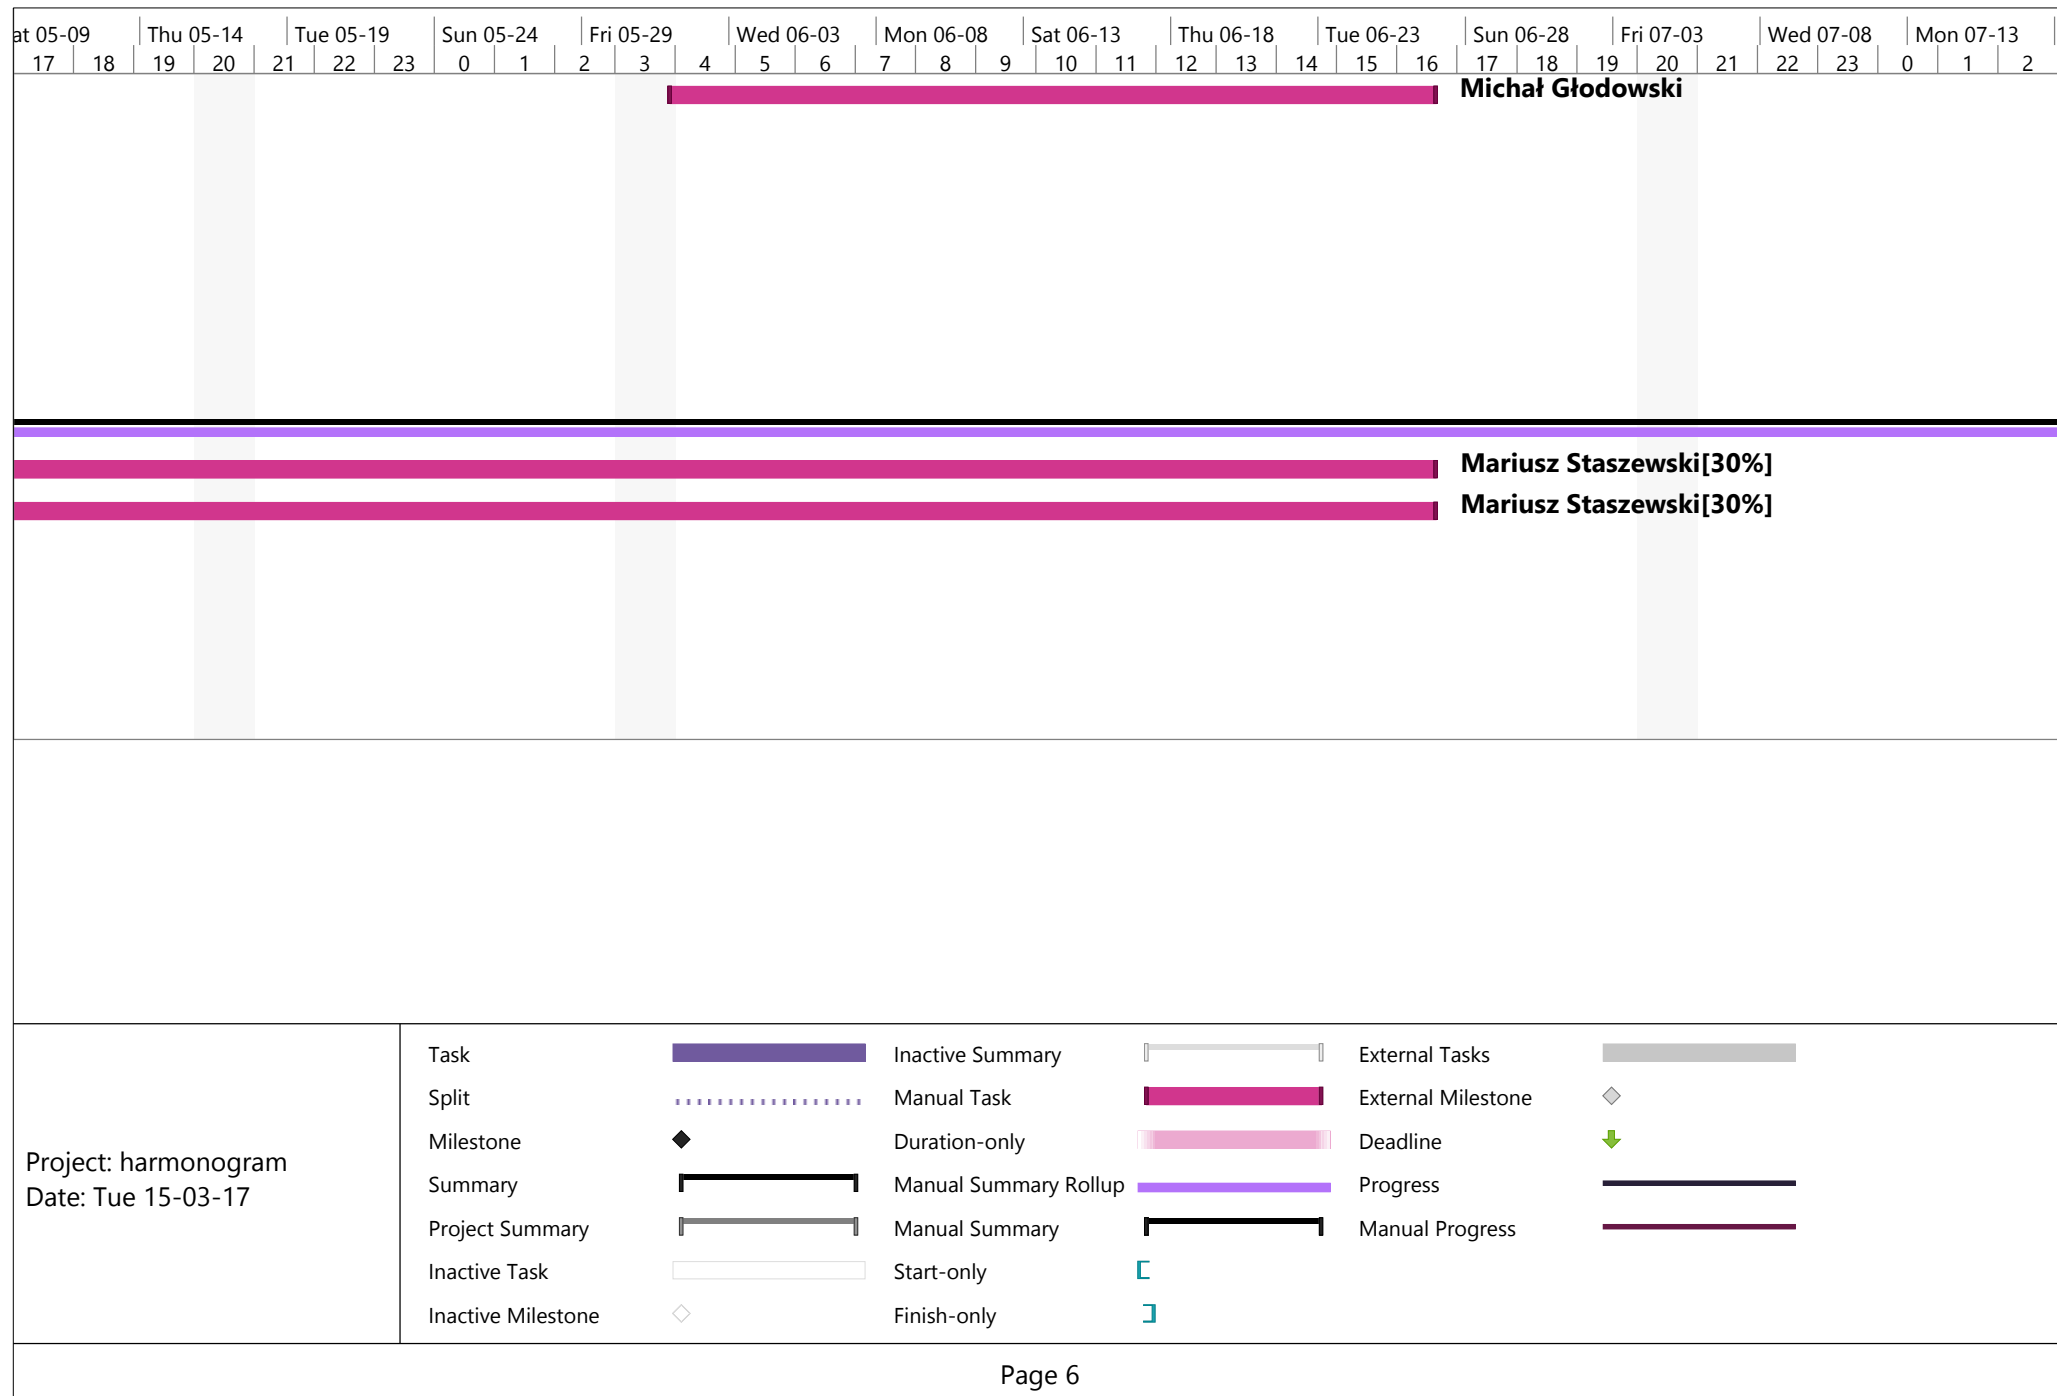 at 05-09 Thu 05-14 Tue 05-19 Sun 05-24 Fri 05-29 Wed 06-03 Mon 06-08 Sat 06-13 Thu 06-18 Tue 06-23 Sun 06-28 Fri 07-03 Wed 07-08 Mon 07-13
17 18 19 20 21 22 23 0 1 2 3 4 5 6 7 8 9 10 11 12 13 14 15 16 17 18 19 20 21 22 23 0 1 2
Michał Głodowski
Mariusz Staszewski[30%]
Mariusz Staszewski[30%]
Project: harmonogram
Date: Tue 15-03-17
Task
Split
Milestone
Summary
Project Summary
Inactive Task
Inactive Milestone
Inactive Summary
Manual Task
Duration-only
Manual Summary Rollup
Manual Summary
Start-only
Finish-only
External Tasks
External Milestone
Deadline
Progress
Manual Progress
Page 6